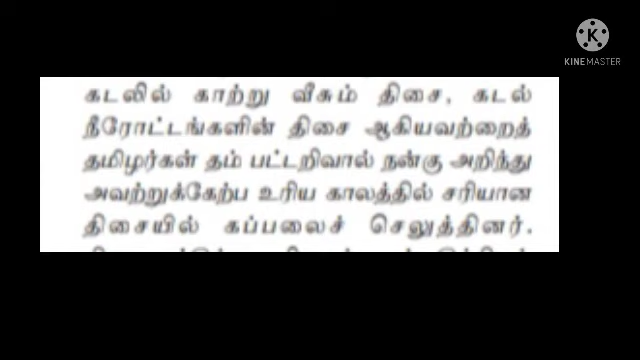 KINEMASTER
கடலில் காற்று வீசும் திசை, கடல்
நீரோட்டங்களின் திசை ஆகியவற்றைத்
தமிழர்கள் தம் பட்டறிவால் நன்கு அறிந்து
அவற்றுக்கேற்ப உரிய காலத்தில் சரியான
திசையில் கப்பலைச் செலுத்தினர்.